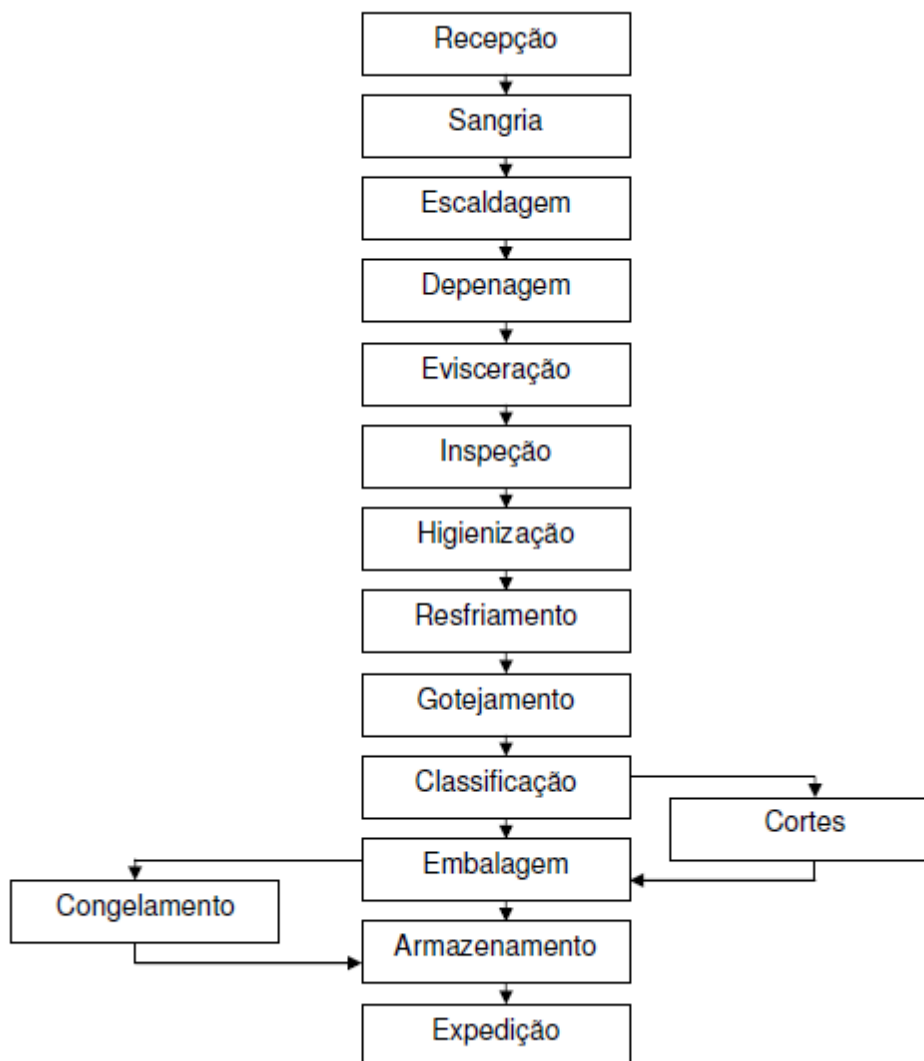 Recepção
Sangria
Escaldagem
Depenagem
Evisceração
Inspeção
Higienização
Resfriamento
Gotejamento
Classificação
Cortes
Embalagem
Congelamento
Armazenamento
Expedição